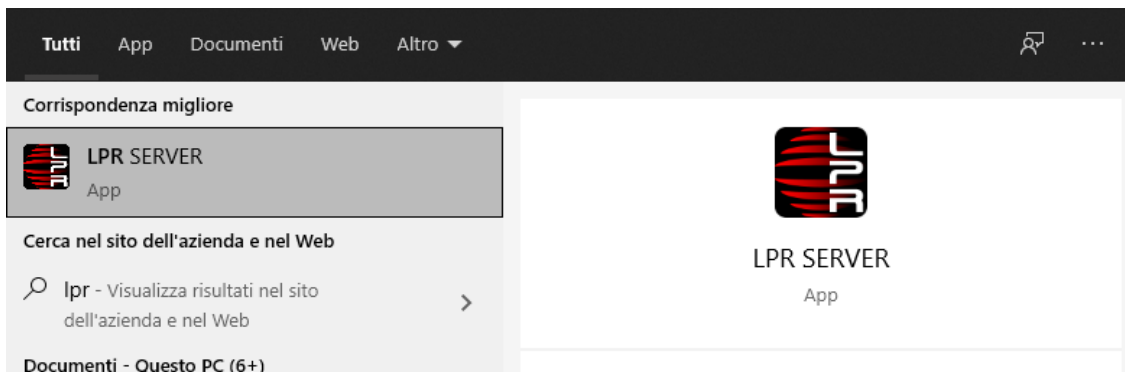 Tutti App Documenti Web Altro
Corrispondenza migliore
LPR SERVER
App
Cerca nel sito dell'azienda e nel Web
lpr - Visualizza risultati nel sito
dell'azienda e nel Web
Documenti - Questo PC (6+)
LPR
LPR SERVER
App